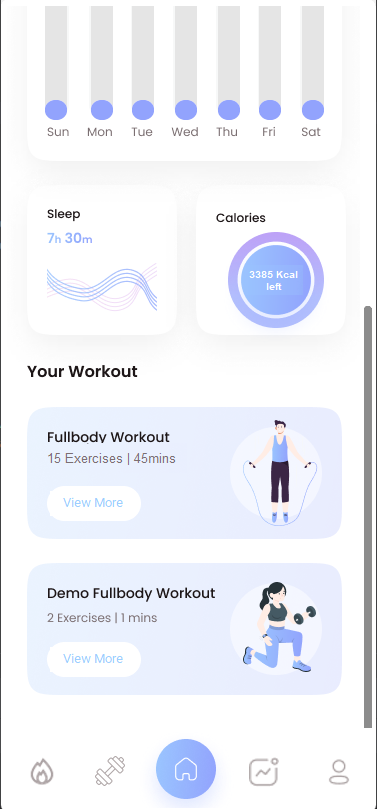 Sun Mon Tue Wed Thu Fri Sat
Sleep
7h 30m
Calories
3385 Kcal
left
Your Workout
Fullbody Workout
15 Exercises | 45mins
View More
Demo Fullbody Workout
2 Exercises | 1 mins
View More